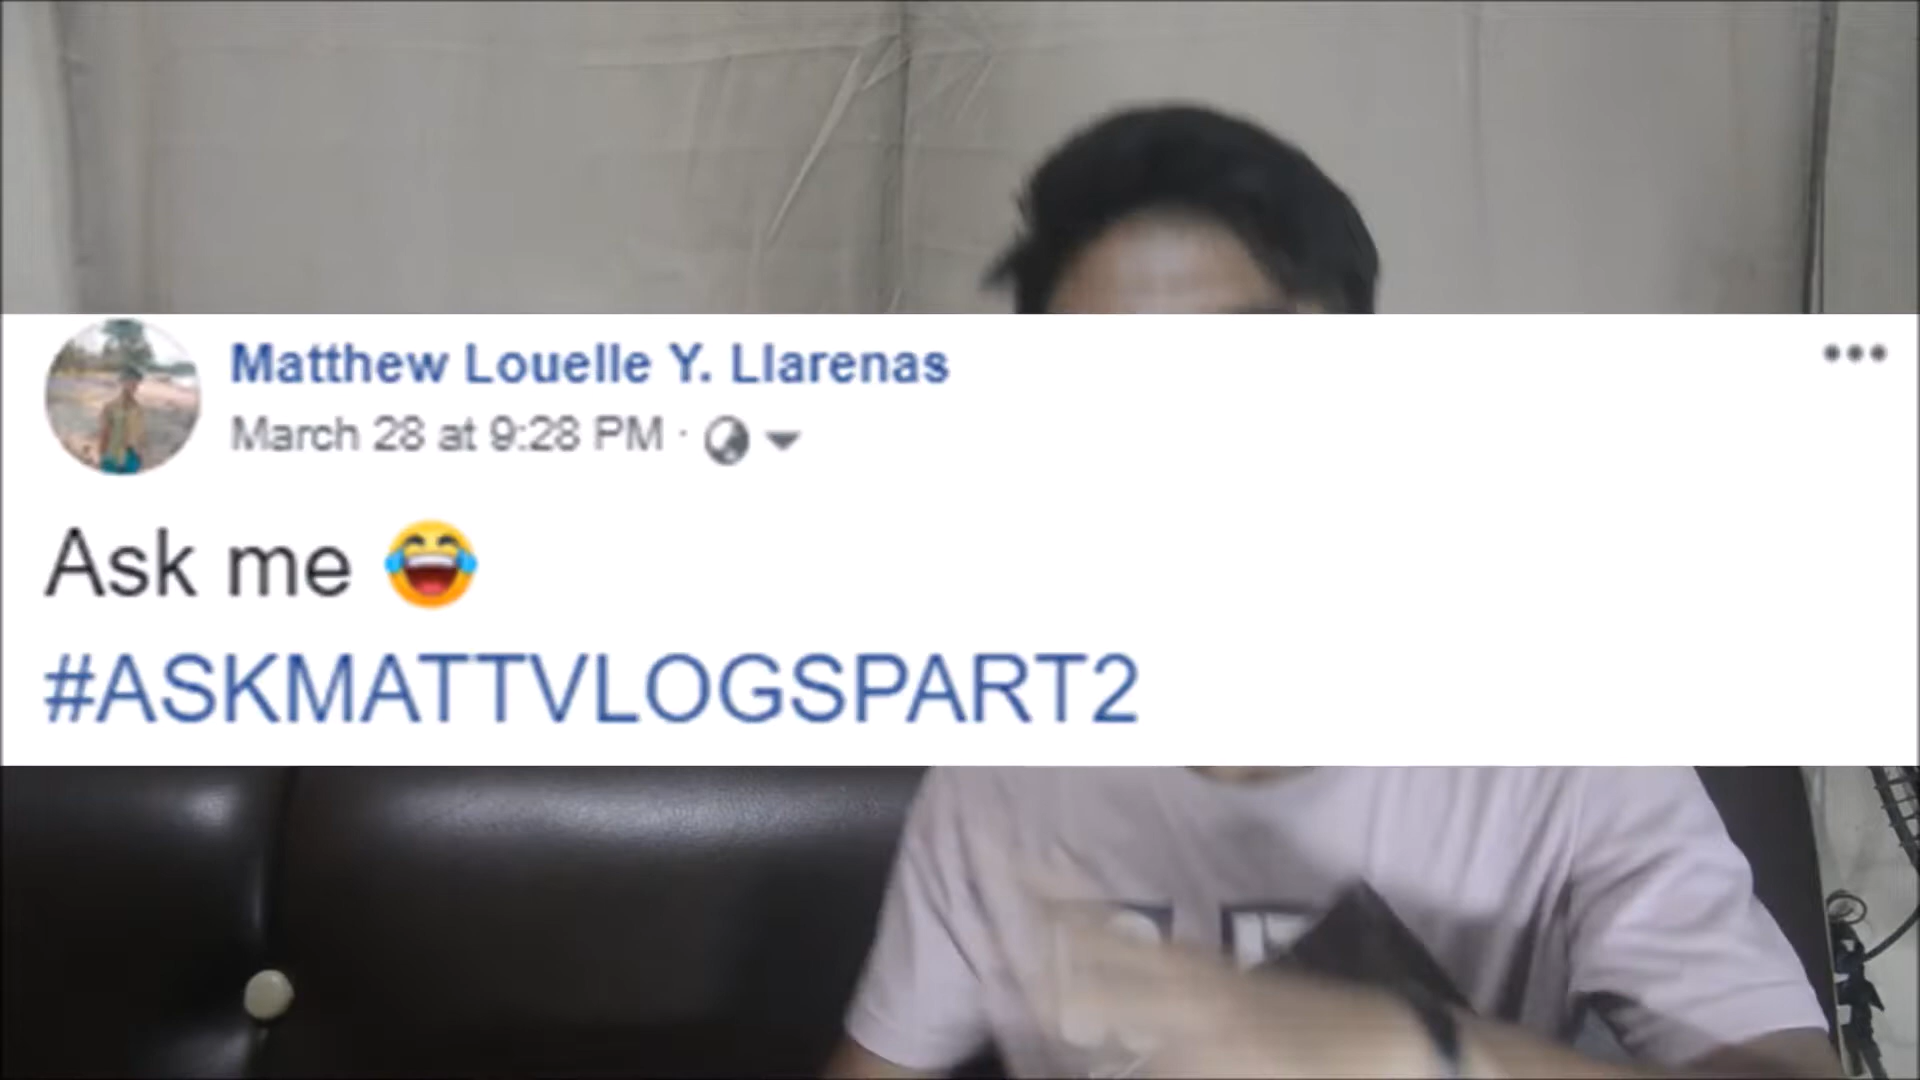 Matthew Louelle Y. Llarenas
March 28 at 9:28 PM ·
Ask me 😂
#ASKMATTVLOGSPART2